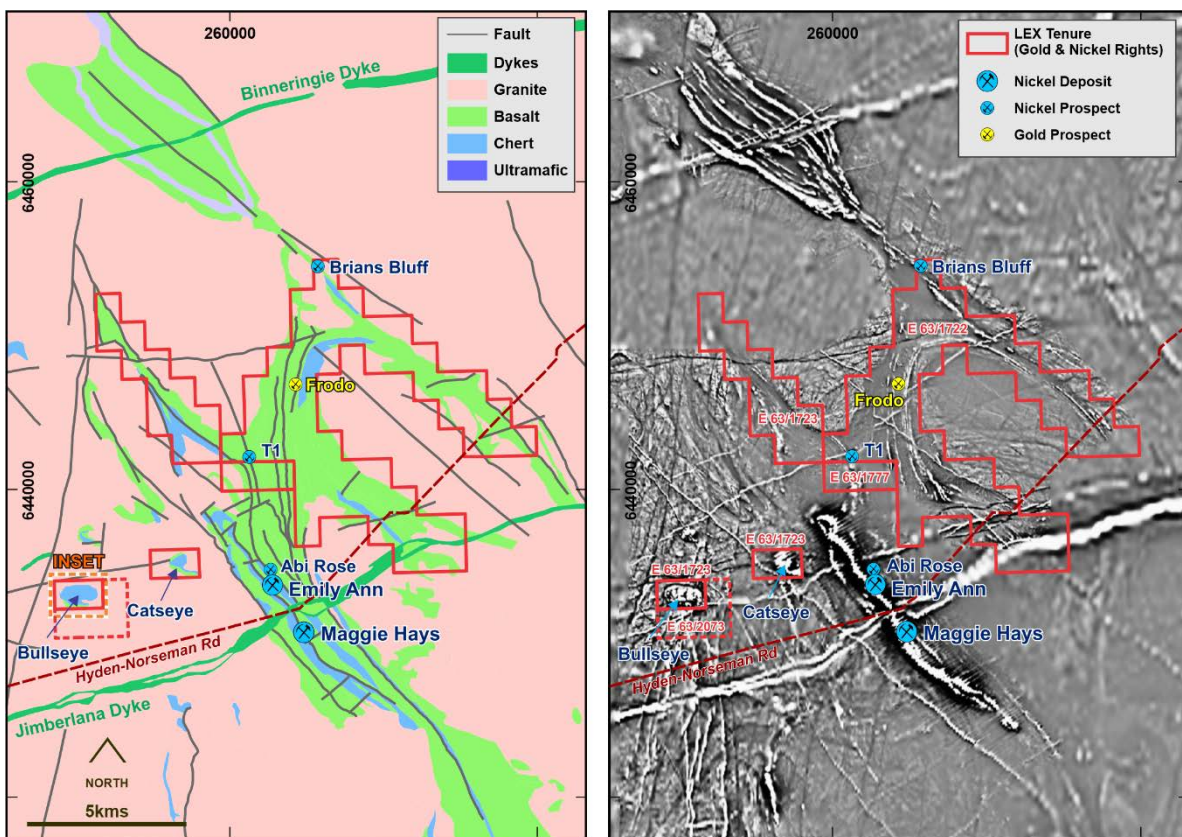 260000
Fault
Dykes
Granite
Basalt
Chert
Ultramafic
Binneringie Dyke
6460000
Brians Bluff
Frodo
T1
6440000
INSET
Abi Rose
Emily Ann
Catseye
Bullseye
Maggie Hays
Hyden-Norseman Rd
Jimberlana Dyke
NORTH
5kms
260000
LEX Tenure
(Gold & Nickel Rights)
Nickel Deposit
Nickel Prospect
Gold Prospect
6460000
Brians Bluff
E 63/1722
Frodo
E 63/1723
T1
6440000
E 63/1777
E 63/1723
Abi Rose
E 63/1723
Emily Ann
Catseye
E 63/2073
Bullseye
Maggie Hays
Hyden-Norseman Rd